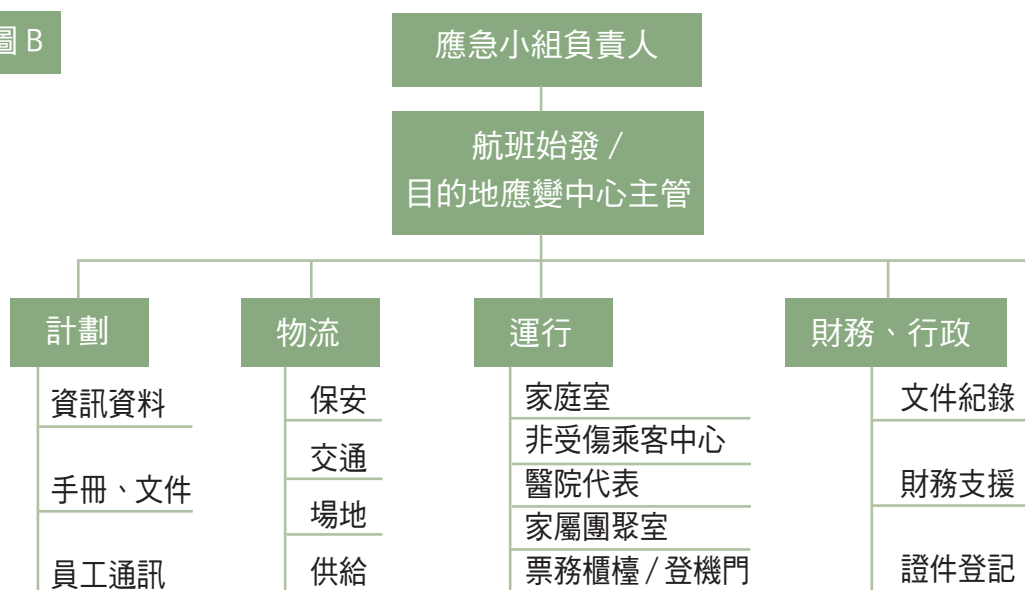 圖 B
應急小組負責人
航班始發 /
目的地應變中心主管
計劃
資訊資料
手冊、文件
員工通訊
物流
保安
交通
場地
供給
運行
家庭室
非受傷乘客中心
醫院代表
家屬團聚室
票務櫃檯 / 登機門
財務、行政
文件紀錄
財務支援
證件登記